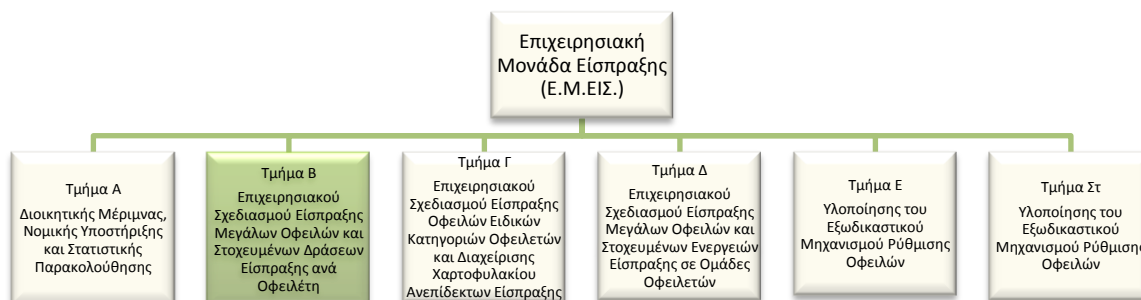 Επιχειρησιακή
Μονάδα Είσπραξης
(Ε.Μ.ΕΙΣ.)
Τμήμα Α
Διοικητικής Μέριμνας,
Νομικής Υποστήριξης
και Στατιστικής
Παρακολούθησης
Τμήμα Β
Επιχειρησιακού
Σχεδιασμού Είσπραξης
Μεγάλων Οφειλών και
Στοχευμένων Δράσεων
Είσπραξης ανά
Οφειλέτη
Τμήμα Γ
Επιχειρησιακού
Σχεδιασμού Είσπραξης
Οφειλών Ειδικών
Κατηγοριών Οφειλετών
και Διαχείρισης
Χαρτοφυλακίου
Ανεπίδεκτων Είσπραξης
Τμήμα Δ
Επιχειρησιακού
Σχεδιασμού Είσπραξης
Μεγάλων Οφειλών και
Στοχευμένων Ενεργειών
Είσπραξης σε Ομάδες
Οφειλετών
Τμήμα Ε
Υλοποίησης του
Εξωδικαστικού
Μηχανισμού Ρύθμισης
Οφειλών
Τμήμα Στ
Υλοποίησης του
Εξωδικαστικού
Μηχανισμού Ρύθμισης
Οφειλών